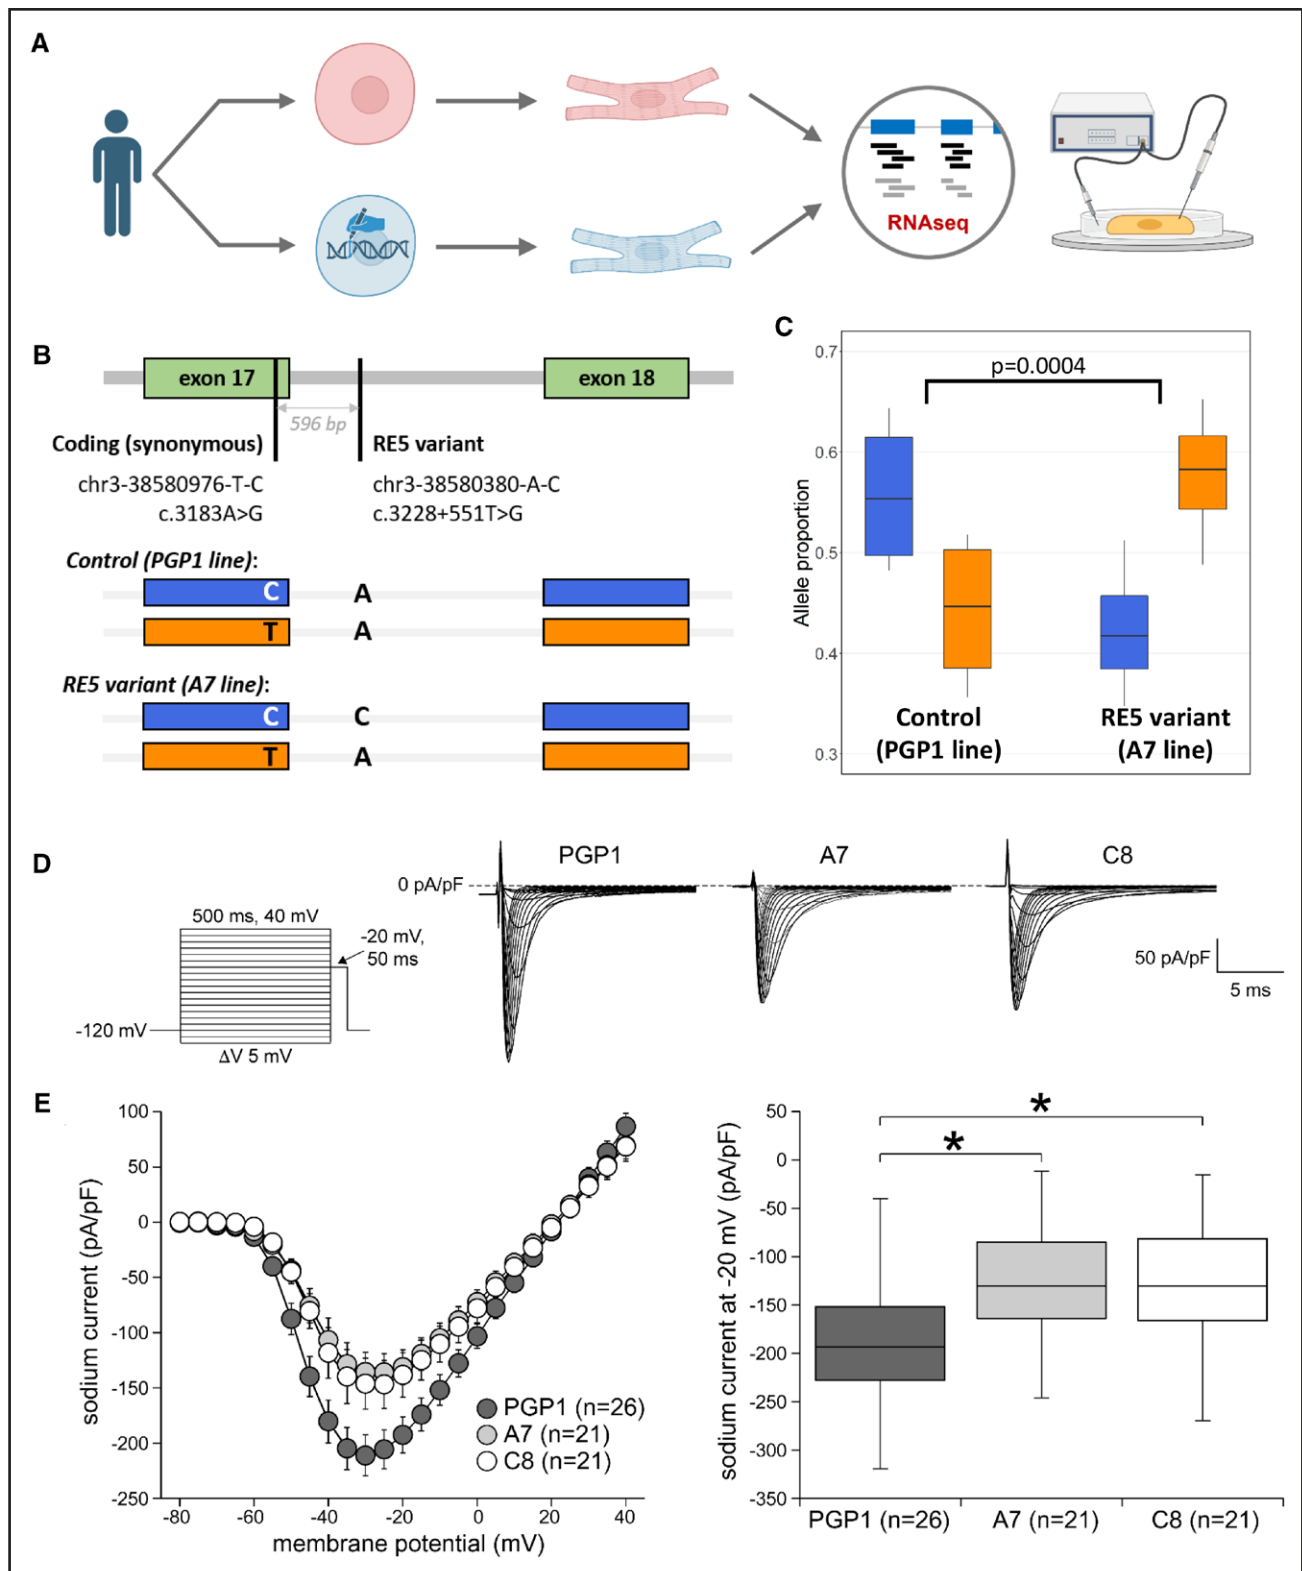 A
RNAseq
B
exon 17
exon 18
596 bp
Coding (synonymous)
RE5 variant
chr3-38580976-T-C
chr3-38580380-A-C
c.3183A>G
c.3228+551T>G
Control (PGP1 line):
C
A
T
A
RE5 variant (A7 line):
C
C
T
A
C
p=0.0004
Allele proportion
0.7
0.6
0.5
0.4
0.3
Control
(PGP1 line)
RE5 variant
(A7 line)
D
500 ms, 40 mV
-20 mV,
50 ms
-120 mV
ΔV 5 mV
0 pA/pF
PGP1
A7
C8
50 pA/pF
5 ms
E
sodium current (pA/pF)
100
50
0
-50
-100
-150
-200
-250
-80
-60
-40
-20
0
20
40
membrane potential (mV)
PGP1 (n=26)
A7 (n=21)
C8 (n=21)
sodium current at -20 mV (pA/pF)
50
0
-50
-100
-150
-200
-250
-300
-350
*
*
PGP1 (n=26)
A7 (n=21)
C8 (n=21)